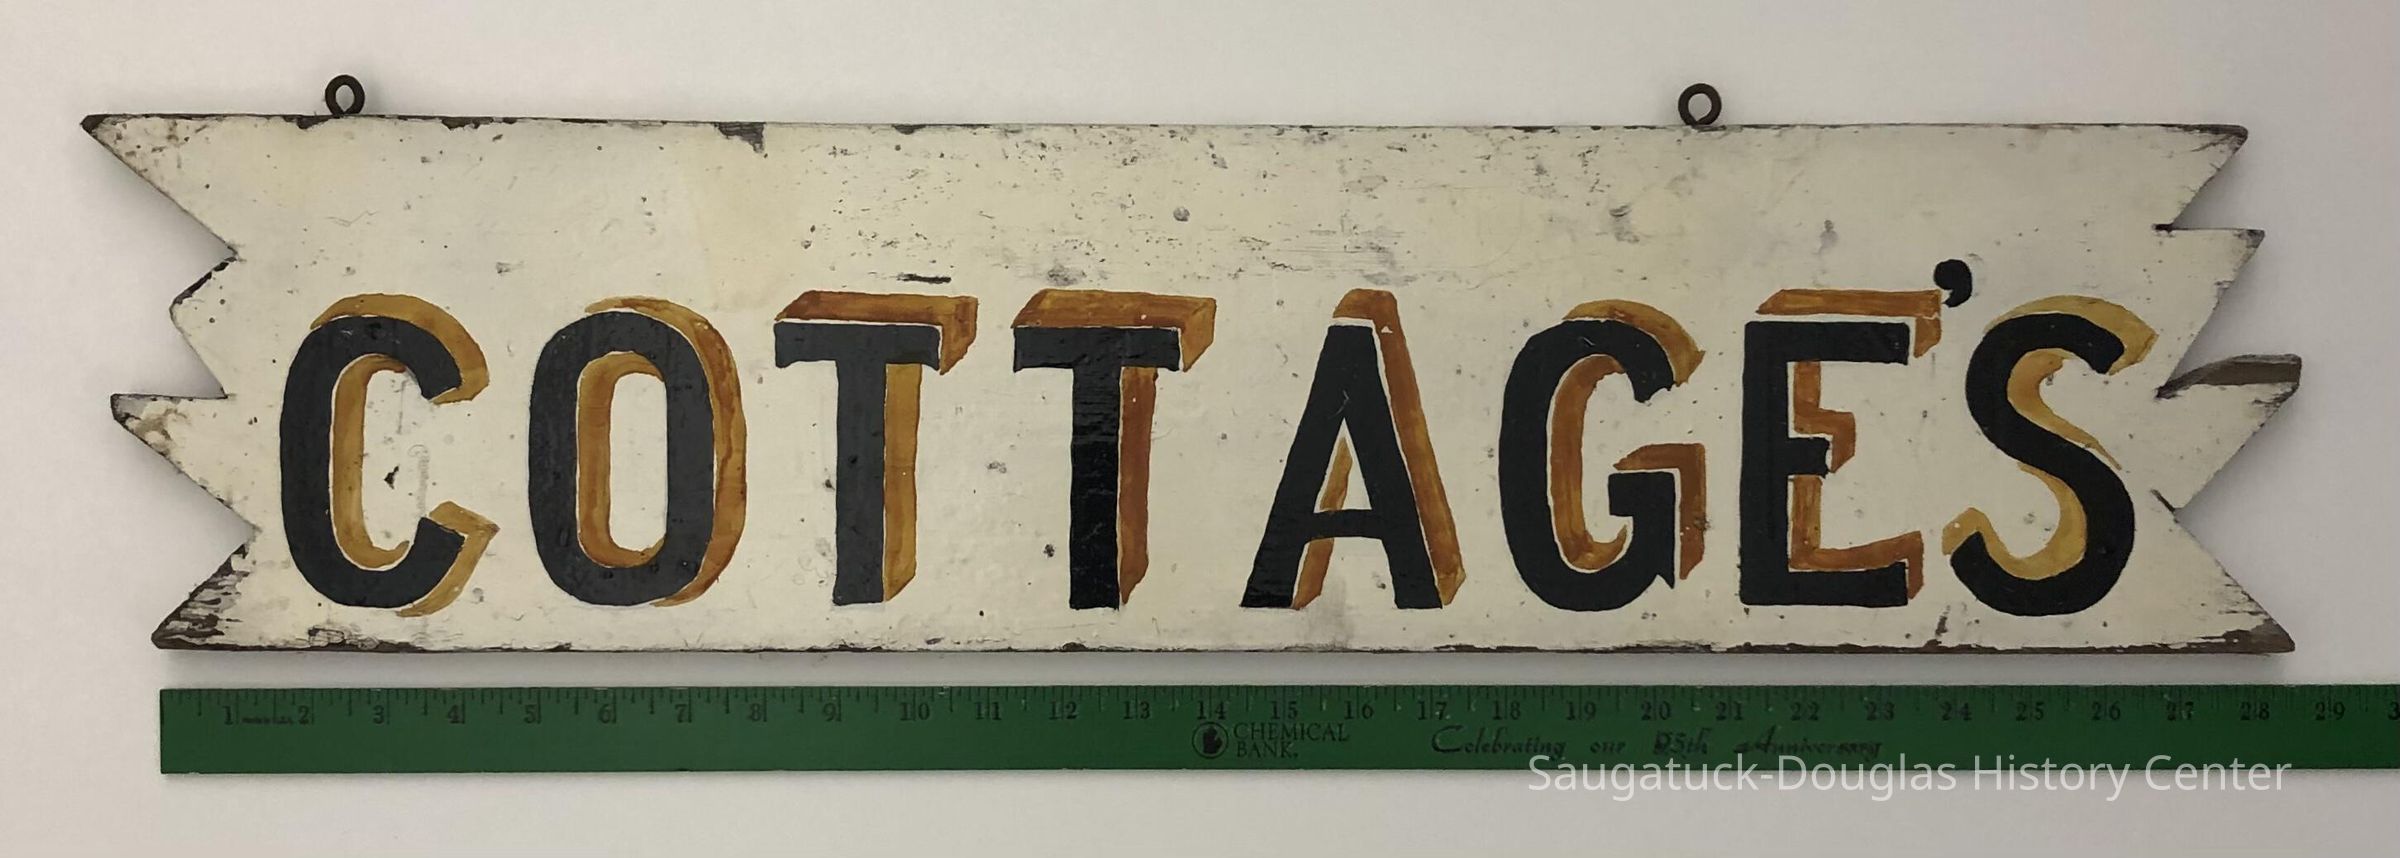 COTTAGE'S
1 2 3 4 5 6 7 8 9 10 11 12 13 14 15 16 17 18 19 20 21 22 23 24 25 26 27 28 29 3
CHEMICAL
BANK.
Celebrating our 95th Anniversary
Saugatuck-Douglas History Center